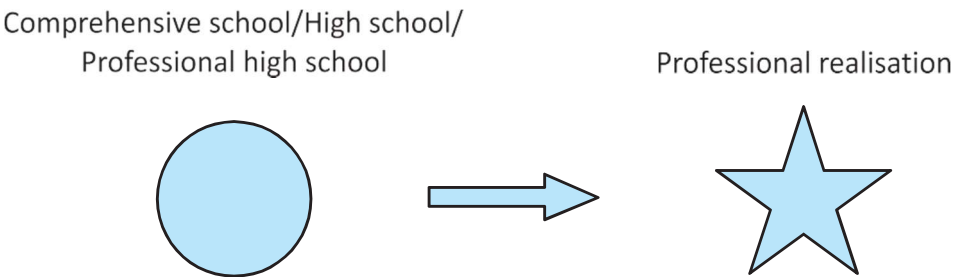 Comprehensive school/High school/
Professional high school
Professional realisation